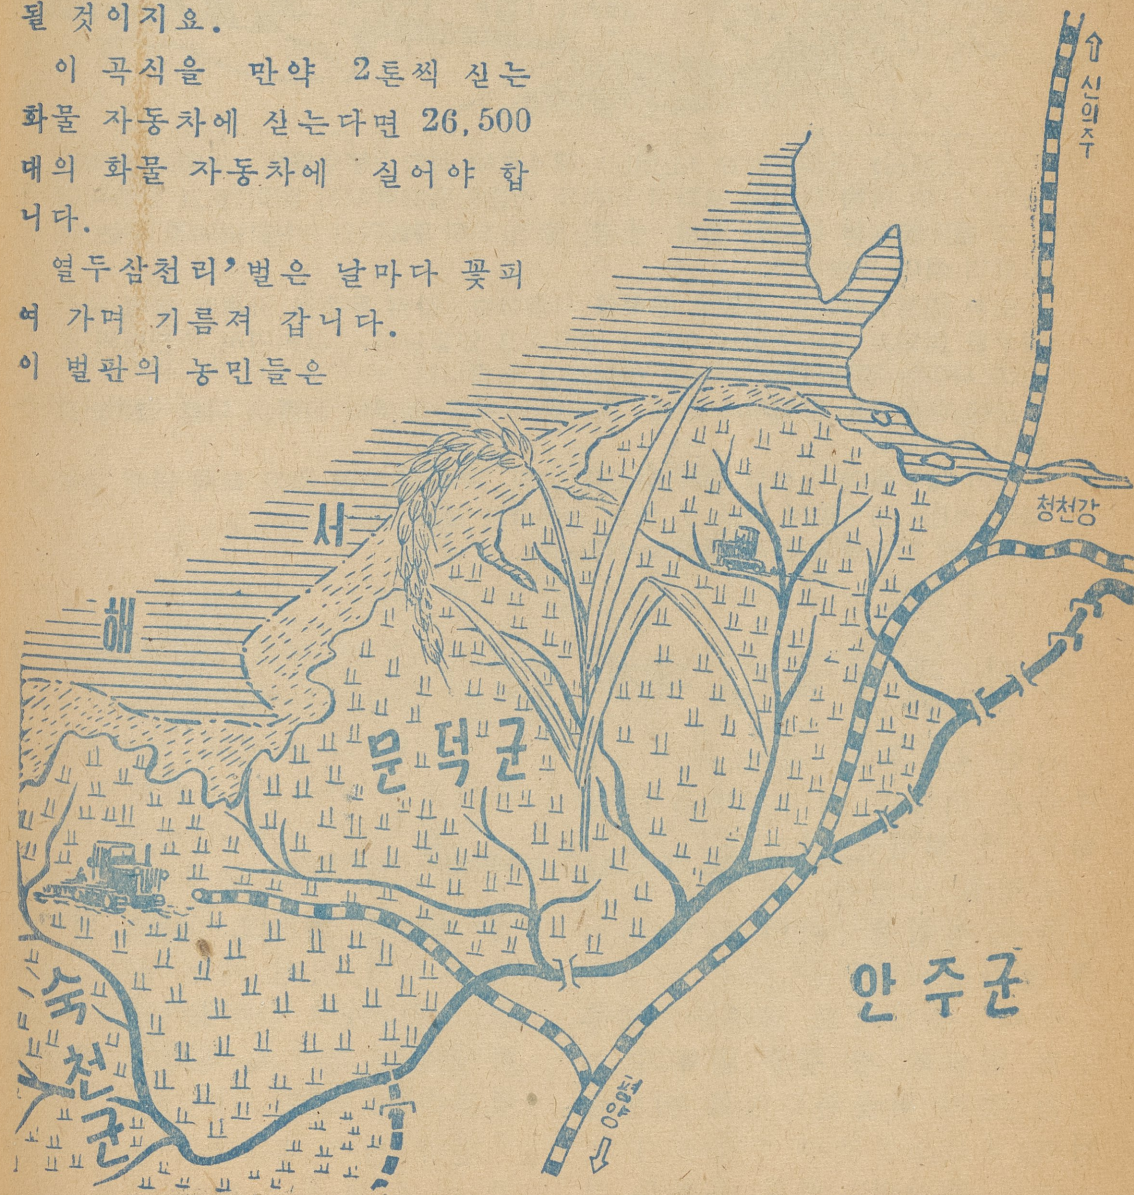 될 것이지요.
이 곡식을 만약 2톤씩 싣는
화물 자동차에 싣는다면 26,500
대의 화물 자동차에 실어야 합
니다.
열두삼천리’벌은 날마다 꽃피
여 가며 기름져 갑니다.
이 벌판의 농민들은
신의주
청천강
서해
문덕군
안주군
숙천군